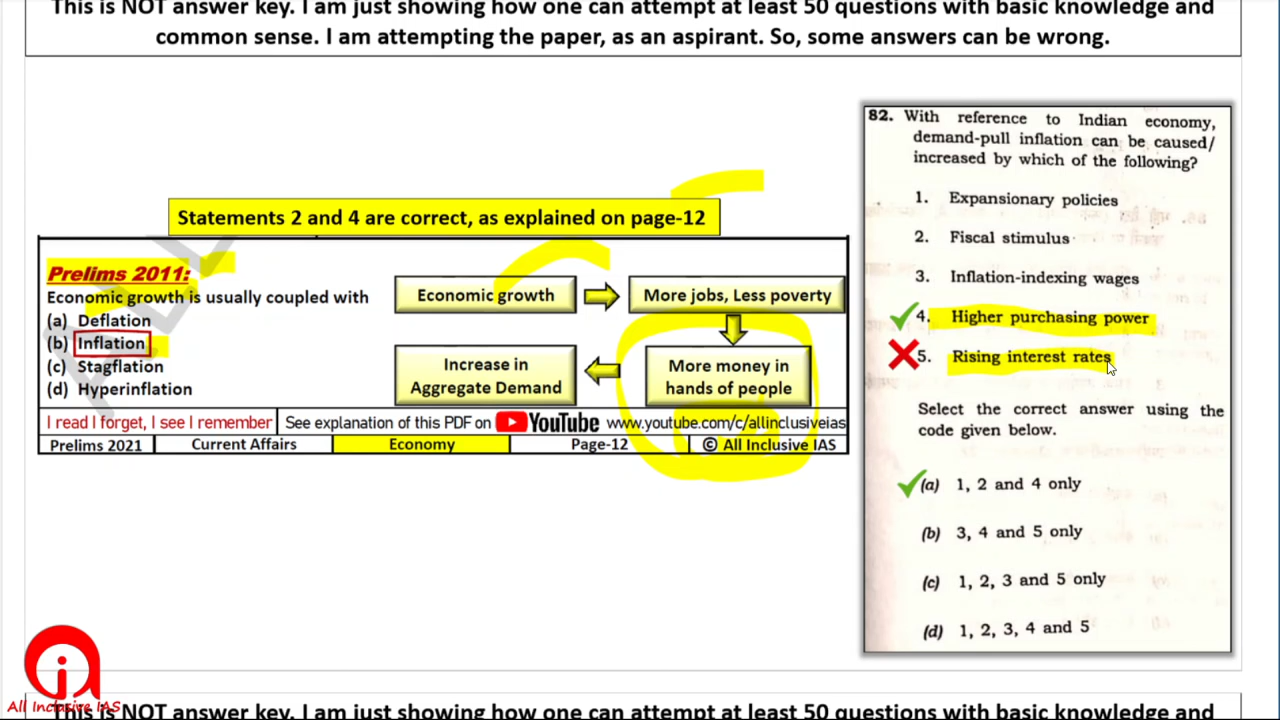 This is NOT answer key. I am just showing how one can attempt at least 50 questions with basic knowledge and
common sense. I am attempting the paper, as an aspirant. So, some answers can be wrong.
Statements 2 and 4 are correct, as explained on page-12
Prelims 2011:
Economic growth is usually coupled with
(a) Deflation
(b) Inflation
(c) Stagflation
(d) Hyperinflation
Economic growth
More jobs, Less poverty
Increase in
Aggregate Demand
More money in
hands of people
I read I forget, I see I remember
See explanation of this PDF on YouTube www.youtube.com/c/allinclusiveias
Prelims 2021
Current Affairs
Economy
Page-12
© All Inclusive IAS
82. With reference to Indian economy,
demand-pull inflation can be caused/
increased by which of the following?
1. Expansionary policies
2. Fiscal stimulus
3. Inflation-indexing wages
4. Higher purchasing power
5. Rising interest rates
Select the correct answer using the
code given below.
(a) 1, 2 and 4 only
(b) 3, 4 and 5 only
(c) 1, 2, 3 and 5 only
(d) 1, 2, 3, 4 and 5
All Inclusive IAS
This is NOT answer key. I am just showing how one can attempt at least 50 questions with basic knowledge and